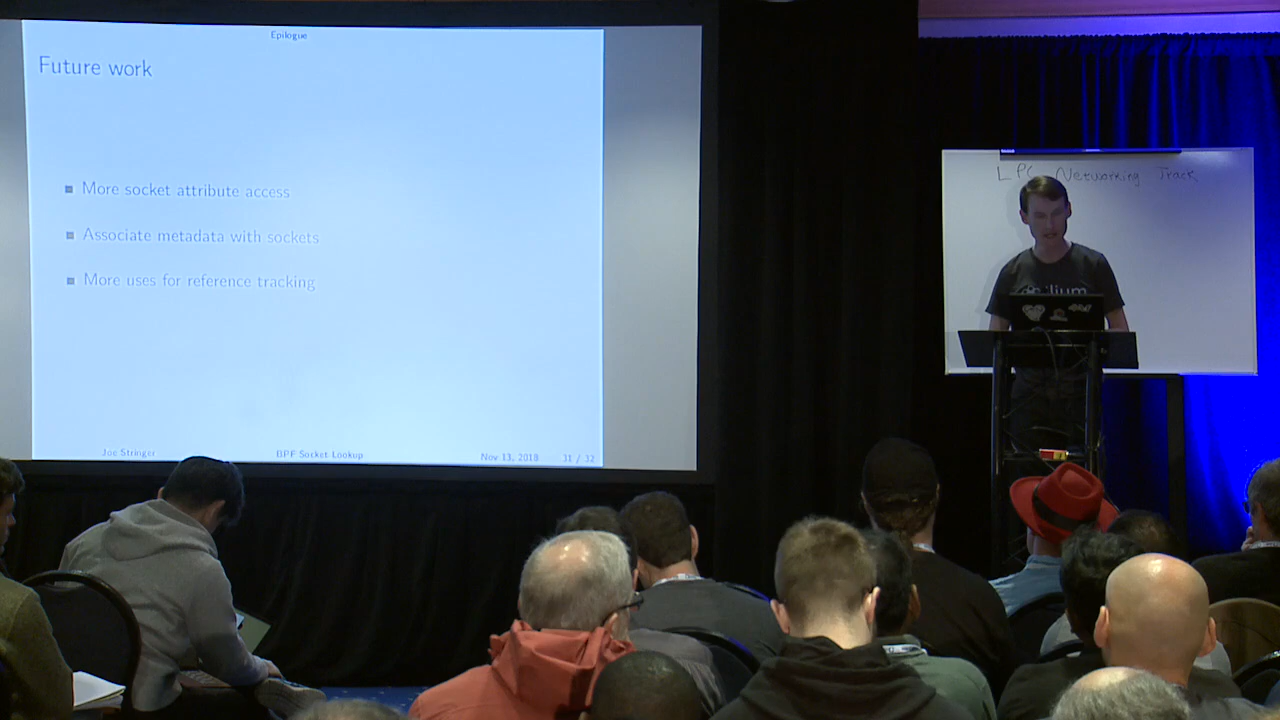 Epilogue
Future work
More socket attribute access
Associate metadata with sockets
More uses for reference tracking
Joe Stringer BPF Socket Lookup Nov 13, 2018 31 / 32
LPC Networking Track